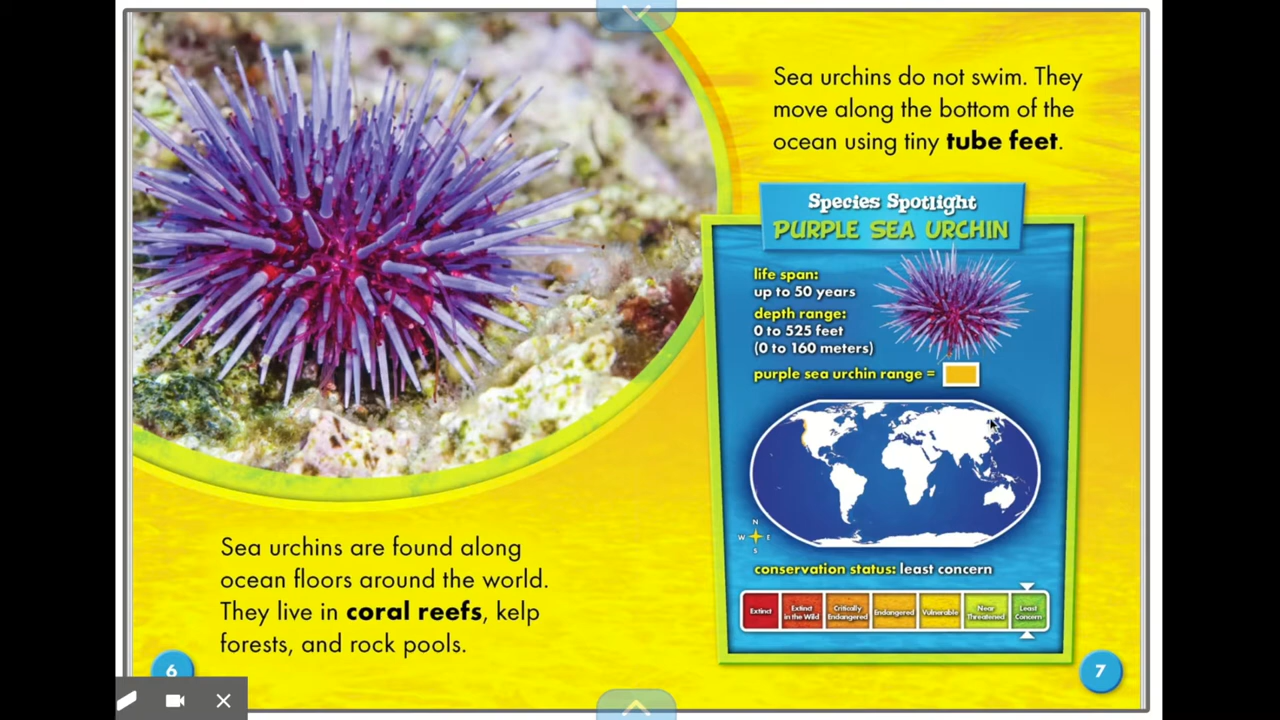 Sea urchins are found along
ocean floors around the world.
They live in coral reefs, kelp
forests, and rock pools.
6
Sea urchins do not swim. They
move along the bottom of the
ocean using tiny tube feet.
Species Spotlight
PURPLE SEA URCHIN
life span:
up to 50 years
depth range:
0 to 525 feet
(0 to 160 meters)
purple sea urchin range =
N
W E
S
conservation status: least concern
Extinct
Extinct
in the Wild
Critically
Endangered
Endangered
Vulnerable
Near
Threatened
Least
Concern
7